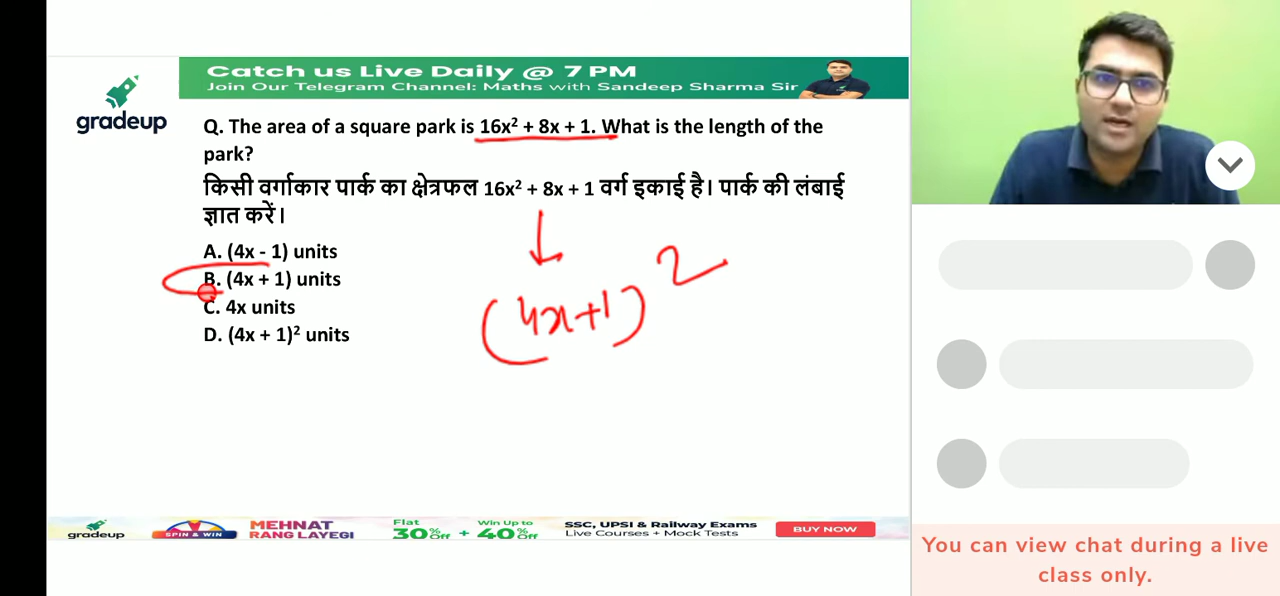 Catch us Live Daily @ 7 PM
Join Our Telegram Channel: Maths with Sandeep Sharma Sir
gradeup
Q. The area of a square park is 16x² + 8x + 1. What is the length of the
park?
किसी वर्गाकार पार्क का क्षेत्रफल 16x² + 8x + 1 वर्ग इकाई है। पार्क की लंबाई
ज्ञात करें।
A. (4x - 1) units
B. (4x + 1) units
C. 4x units
D. (4x + 1)² units
(4x+1)²
gradeup
SPIN & WIN
MEHNAT
RANG LAYEGI
Flat
30% Off
+
Win Up to
40% Off
SSC, UPSI & Railway Exams
Live Courses + Mock Tests
BUY NOW
You can view chat during a live
class only.